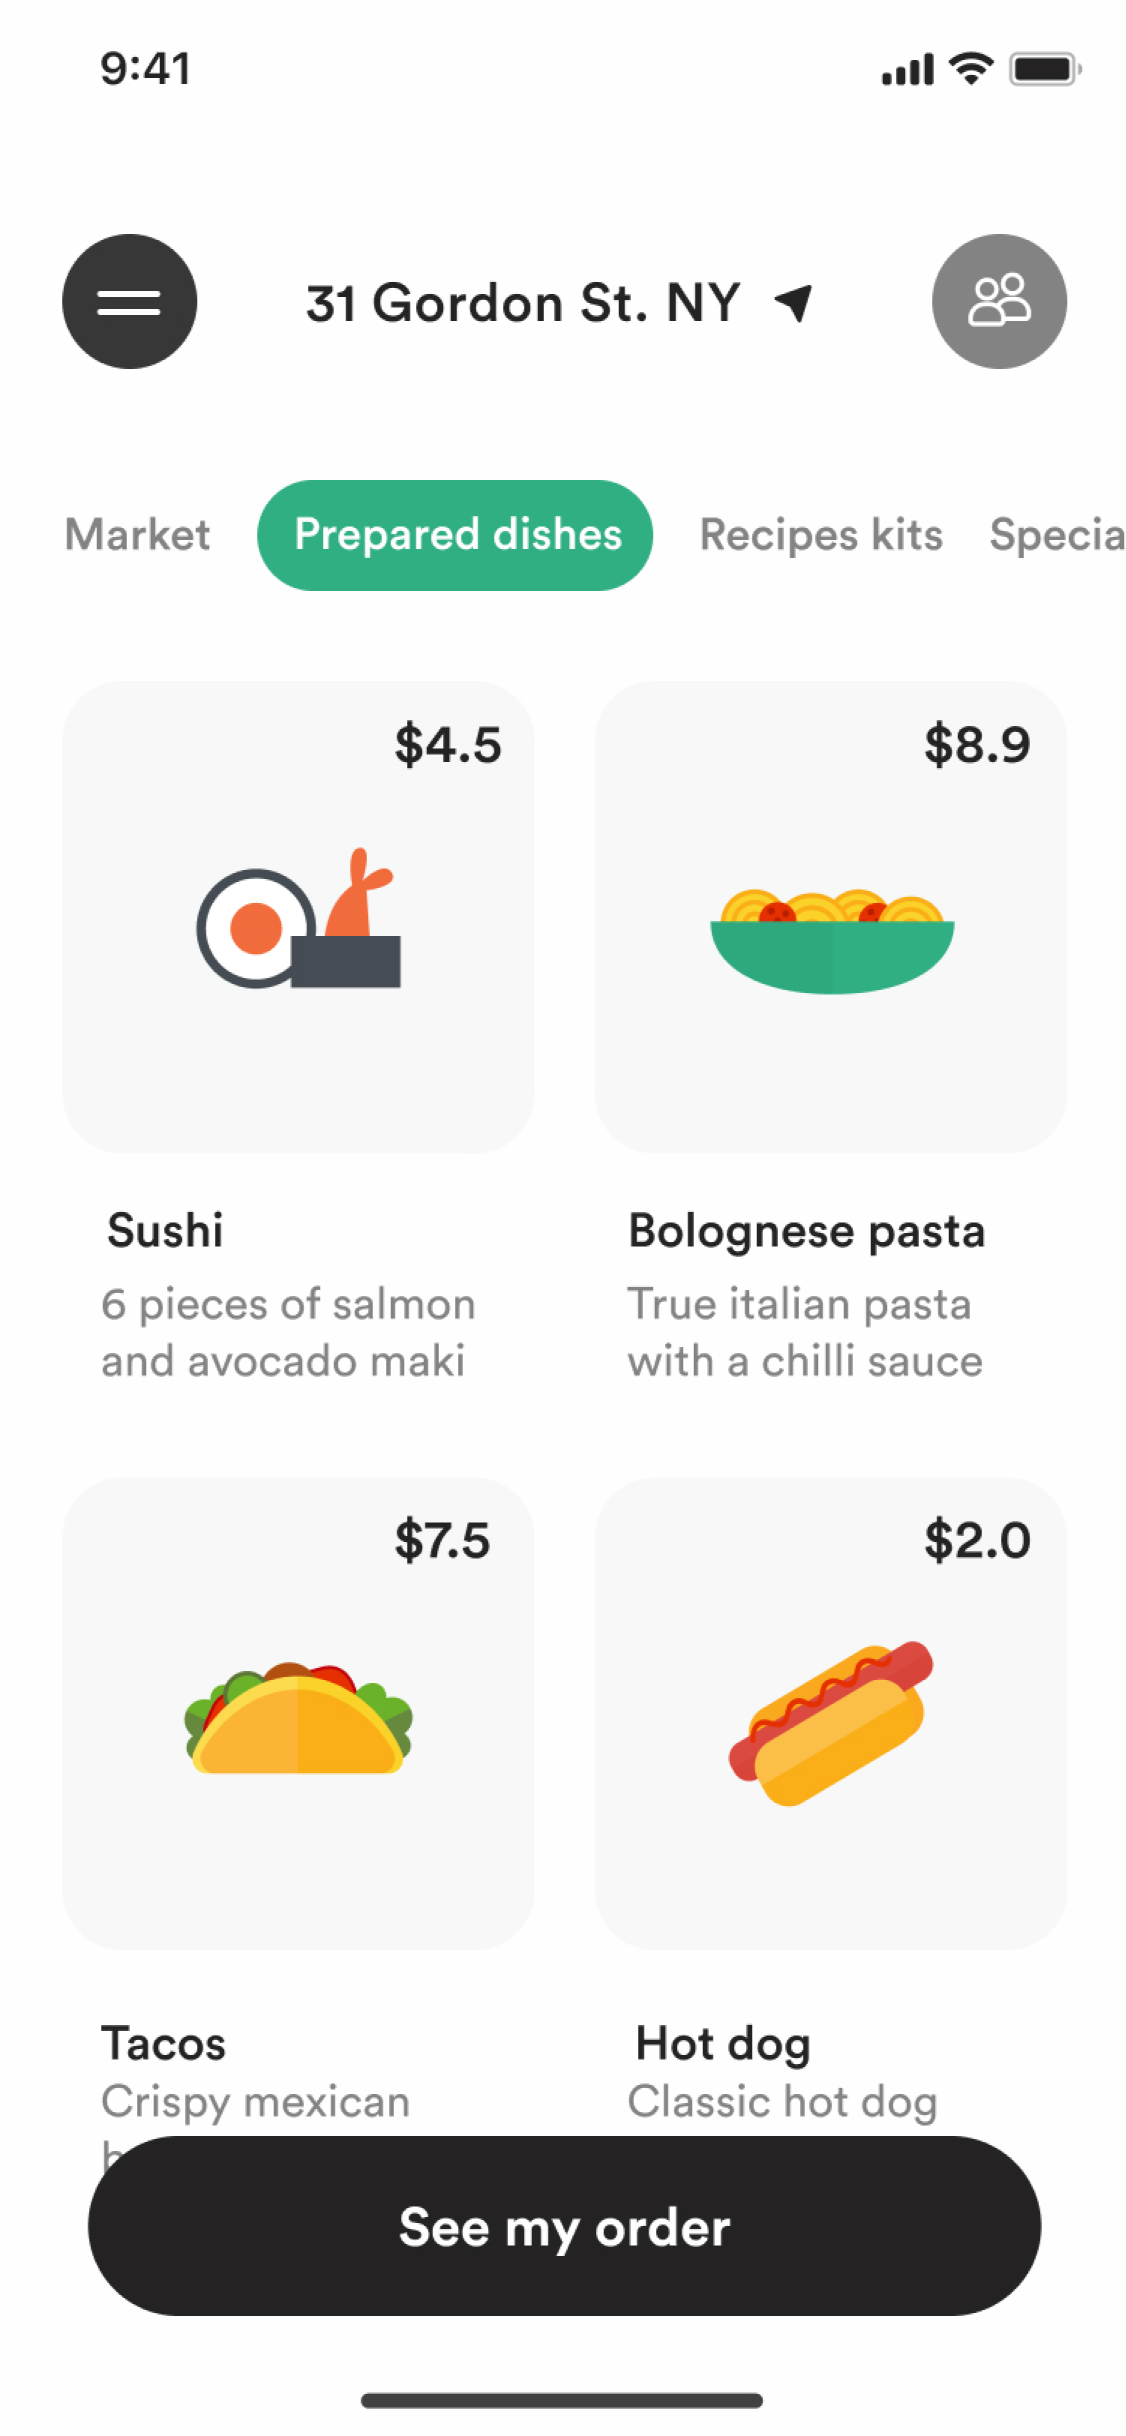 9:41
31 Gordon St. NY
Market Prepared dishes Recipes kits Specia
$4.5
$8.9
Sushi
6 pieces of salmon
and avocado maki
Bolognese pasta
True italian pasta
with a chilli sauce
$7.5
$2.0
Tacos
Crispy mexican
Hot dog
Classic hot dog
See my order